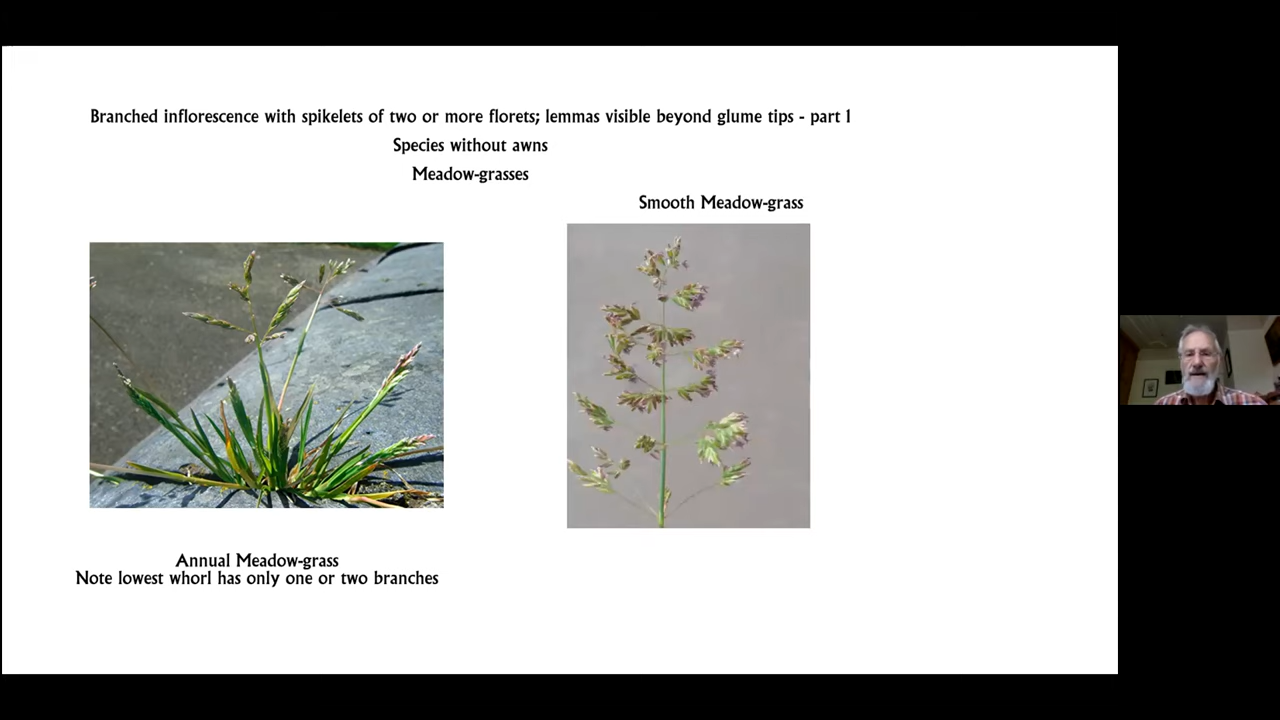 Branched inflorescence with spikelets of two or more florets; lemmas visible beyond glume tips - part 1
Species without awns
Meadow-grasses
Smooth Meadow-grass
Annual Meadow-grass
Note lowest whorl has only one or two branches